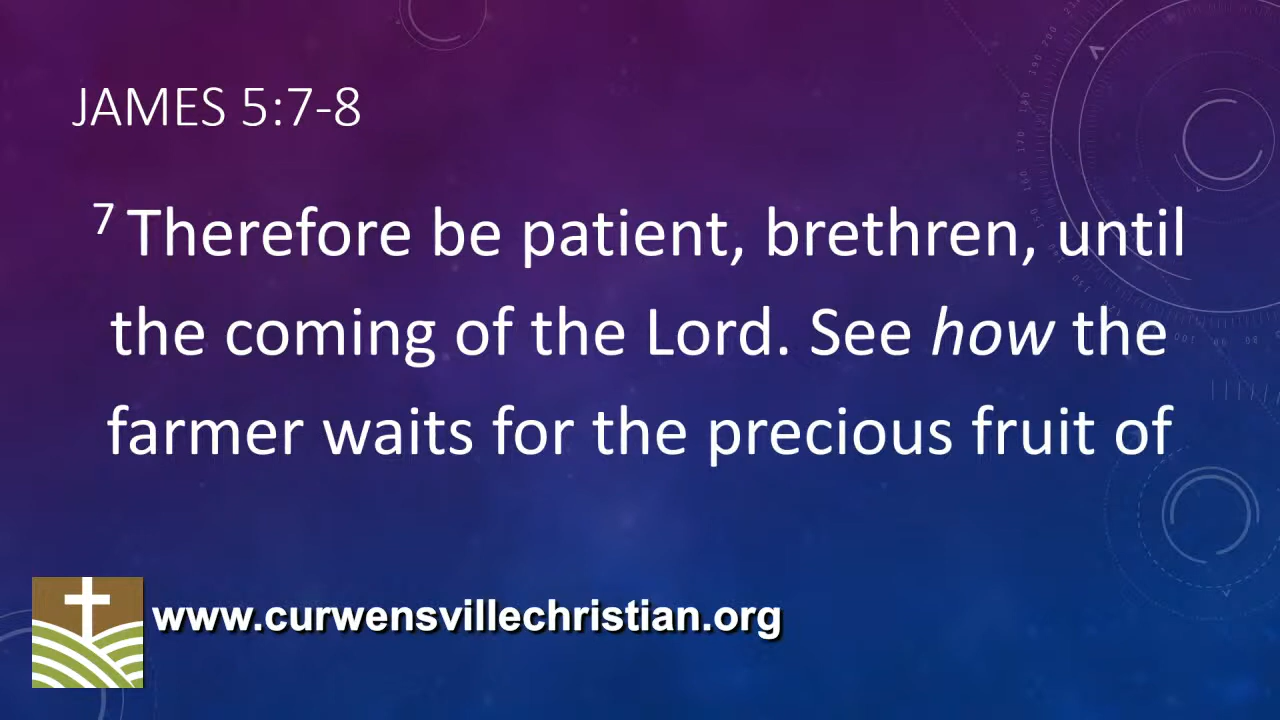 JAMES 5:7-8
7 Therefore be patient, brethren, until
the coming of the Lord. See how the
farmer waits for the precious fruit of
www.curwensvillechristian.org